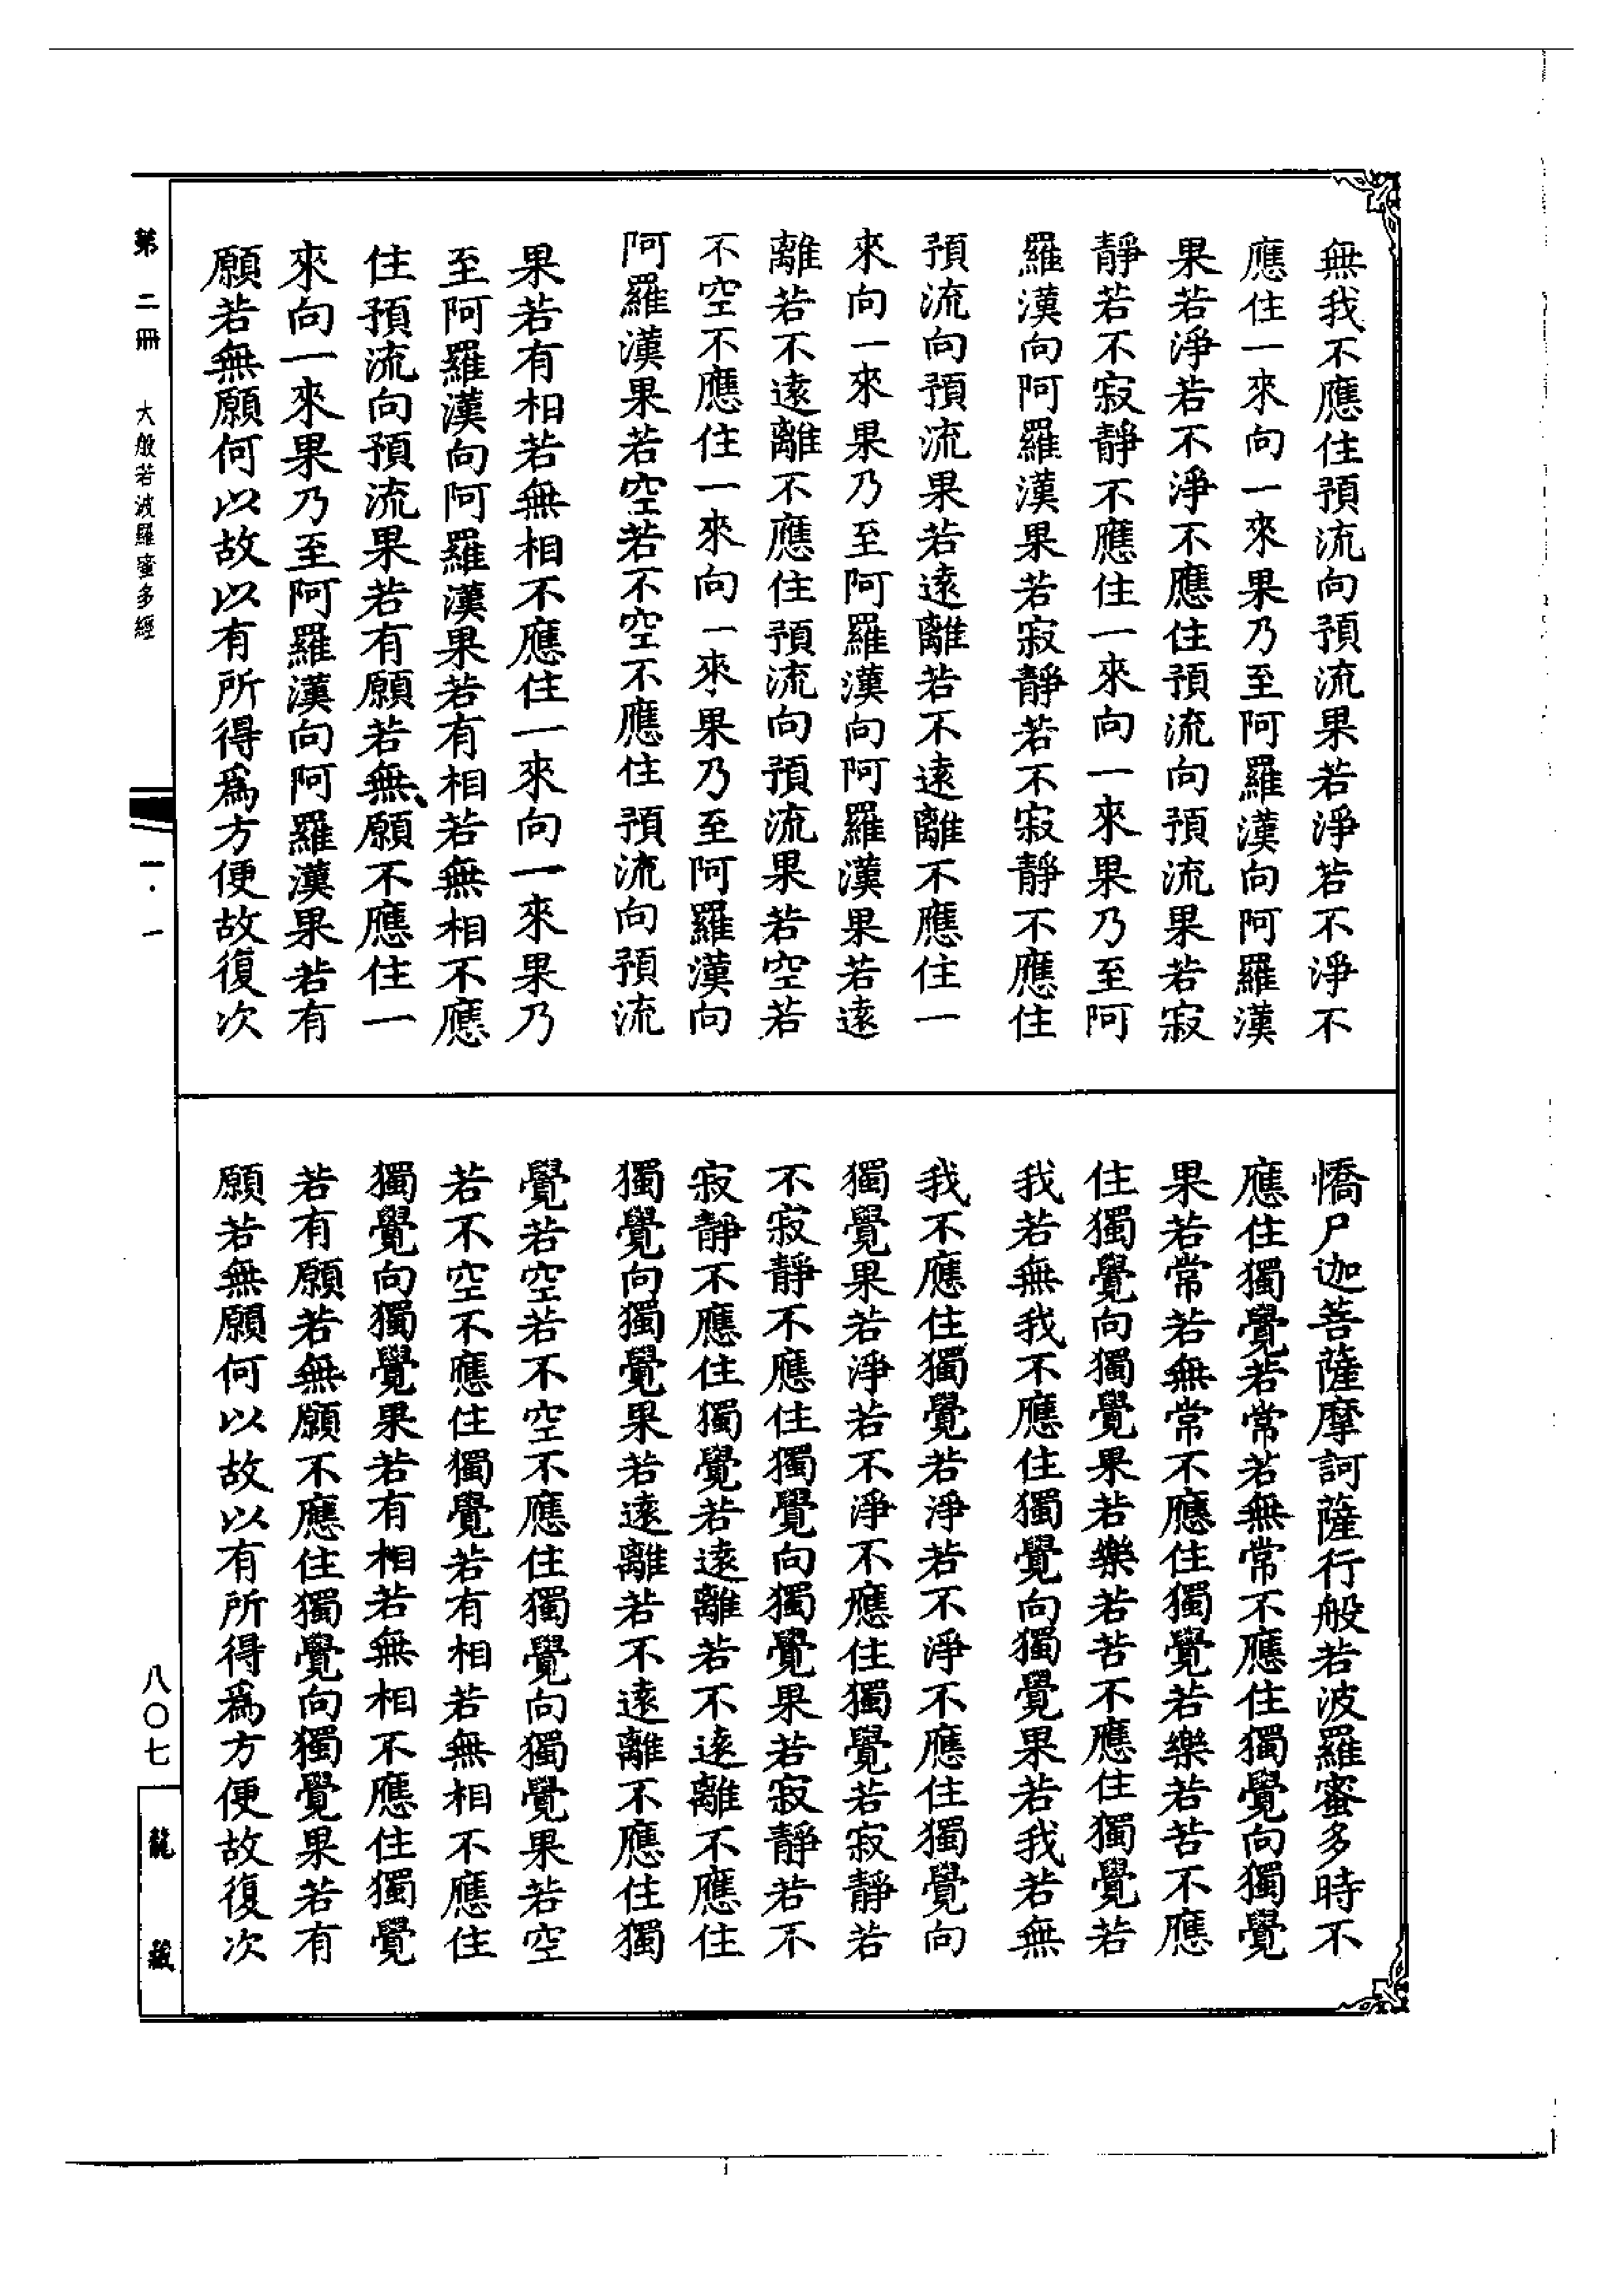 無我不應住預流向預流果若淨若不淨不
應住一來向一來果乃至阿羅漢向阿羅漢
果若淨若不淨不應住預流向預流果若寂
靜若不寂靜不應住一來向一來果乃至阿
羅漢向阿羅漢果若寂靜若不寂靜不應住
預流向預流果若遠離若不遠離不應住一
來向一來果乃至阿羅漢向阿羅漢果若遠
離若不遠離不應住預流向預流果若空若
不空不應住一來向一來果乃至阿羅漢向
阿羅漢果若空若不空不應住預流向預流
果若有相若無相不應住一來向一來果乃
至阿羅漢向阿羅漢果若有相若無相不應
住預流向預流果若有願若無願不應住一
來向一來果乃至阿羅漢向阿羅漢果若有
願若無願何以故以有所得爲方便故復次
憍尸迦菩薩摩訶薩行般若波羅蜜多時不
應住獨覺若常若無常不應住獨覺向獨覺
果若常若無常不應住獨覺若樂若苦不應
住獨覺向獨覺果若樂若苦不應住獨覺若
我若無我不應住獨覺向獨覺果若我若無
我不應住獨覺若淨若不淨不應住獨覺向
獨覺果若淨若不淨不應住獨覺若寂靜若
不寂靜不應住獨覺向獨覺果若寂靜若不
寂靜不應住獨覺若遠離若不遠離不應住
獨覺向獨覺果若遠離若不遠離不應住獨
覺若空若不空不應住獨覺向獨覺果若空
若不空不應住獨覺若有相若無相不應住
獨覺向獨覺果若有相若無相不應住獨覺
若有願若無願不應住獨覺向獨覺果若有
願若無願何以故以有所得爲方便故復次
第二冊 大般若波羅蜜多經
一·一
八〇七
龍藏